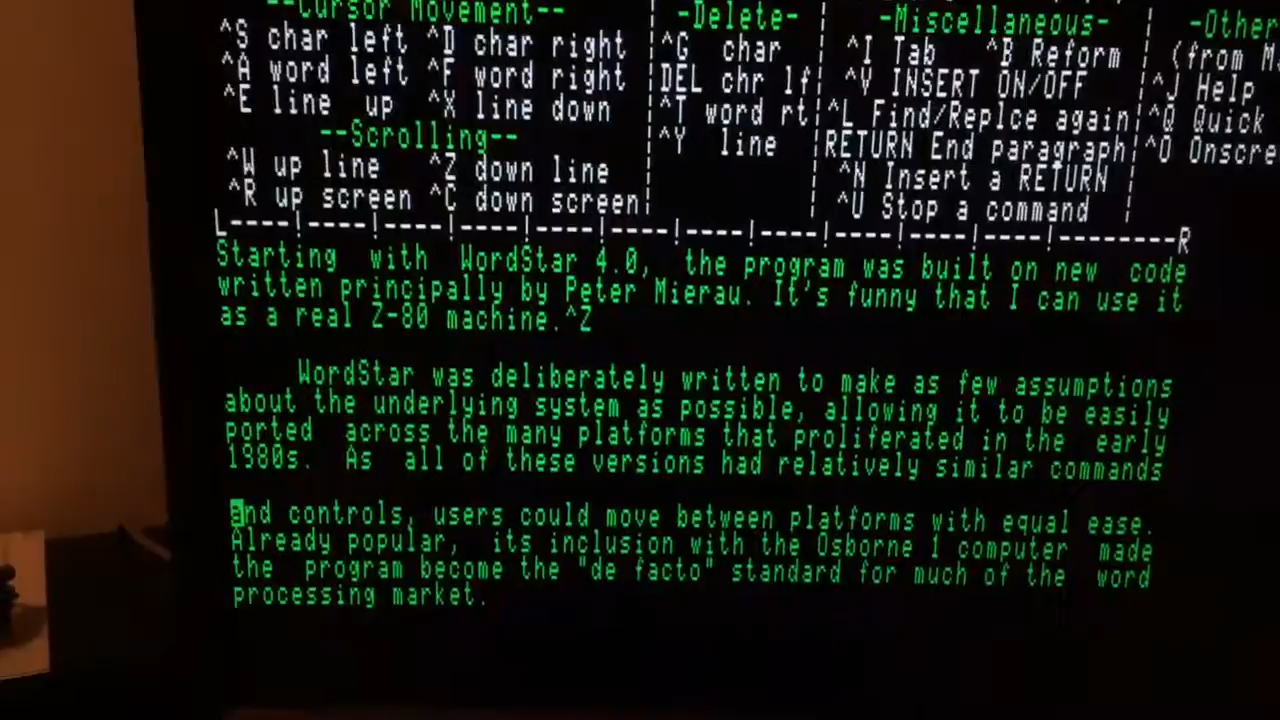 --Cursor Movement-- | -Delete- | -Miscellaneous- | -Other
^S char left ^D char right |^G char | ^I Tab ^B Reform | (from
^A word left ^F word right |DEL chr lf| ^V INSERT ON/OFF |^J Help
^E line up ^X line down |^T word rt|^L Find/Replce again|^Q Quick
--Scrolling-- |^Y line |RETURN End paragraph|^O Onscre
^W up line ^Z down line | | ^N Insert a RETURN |
^R up screen ^C down screen| | ^U Stop a command |
L----!----!----!----!----!----!----!----!----!----!----!--------R
Starting with WordStar 4.0, the program was built on new code
written principally by Peter Mierau. It's funny that I can use it
as a real Z-80 machine.^Z
WordStar was deliberately written to make as few assumptions
about the underlying system as possible, allowing it to be easily
ported across the many platforms that proliferated in the early
1980s. As all of these versions had relatively similar commands
and controls, users could move between platforms with equal ease.
Already popular, its inclusion with the Osborne 1 computer made
the program become the "de facto" standard for much of the word
processing market.